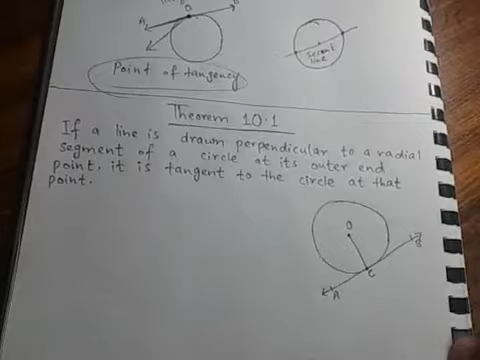 A O B
Point of tangency
secent
line
Theorem 10.1
If a line is drawn perpendicular to a radial
segment of a circle at its outer end
point, it is tangent to the circle at that
point.
O
B
C
A